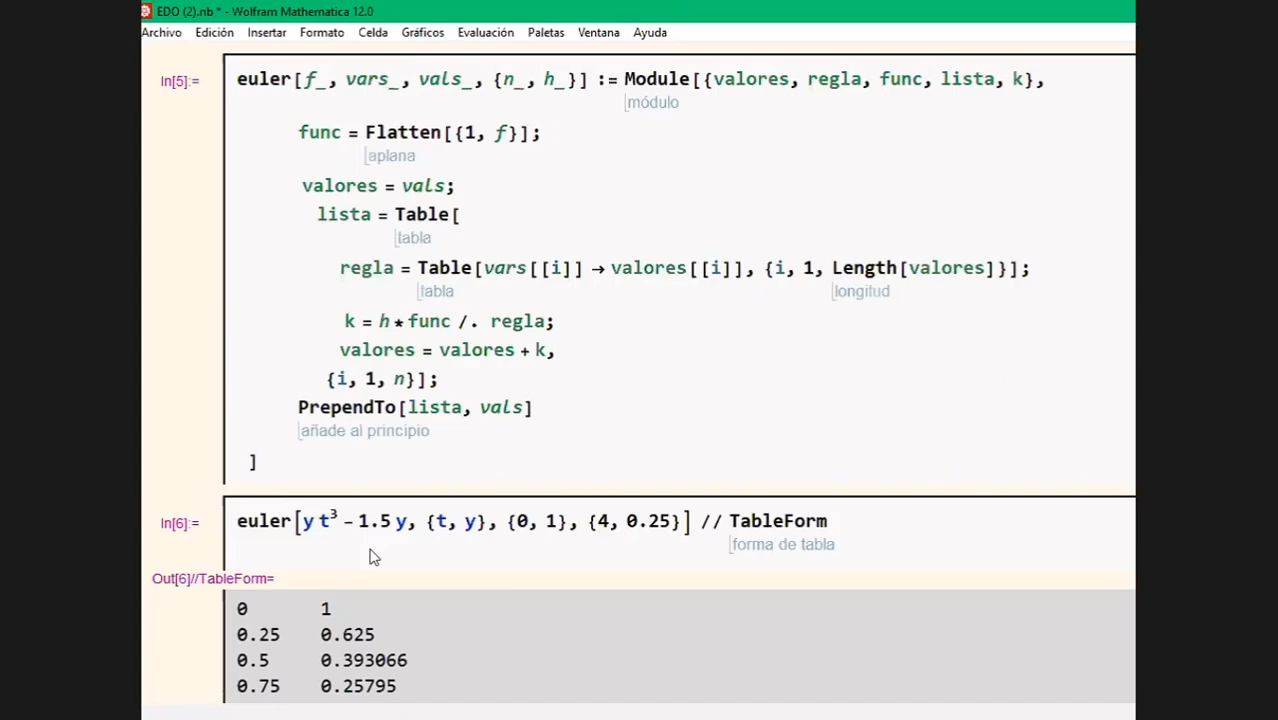 EDO (2).nb * - Wolfram Mathematica 12.0
Archivo Edición Insertar Formato Celda Gráficos Evaluación Paletas Ventana Ayuda
In[5]:= euler[f_, vars_, vals_, {n_, h_}] := Module[{valores, regla, func, lista, k},
módulo
func = Flatten[{1, f}];
aplana
valores = vals;
lista = Table[
tabla
regla = Table[vars[[i]] → valores[[i]], {i, 1, Length[valores]}];
tabla longitud
k = h * func /. regla;
valores = valores + k,
{i, 1, n}];
PrependTo[lista, vals]
añade al principio
]
In[6]:= euler[y t³ - 1.5 y, {t, y}, {0, 1}, {4, 0.25}] // TableForm
forma de tabla
Out[6]//TableForm=
0 1
0.25 0.625
0.5 0.393066
0.75 0.25795